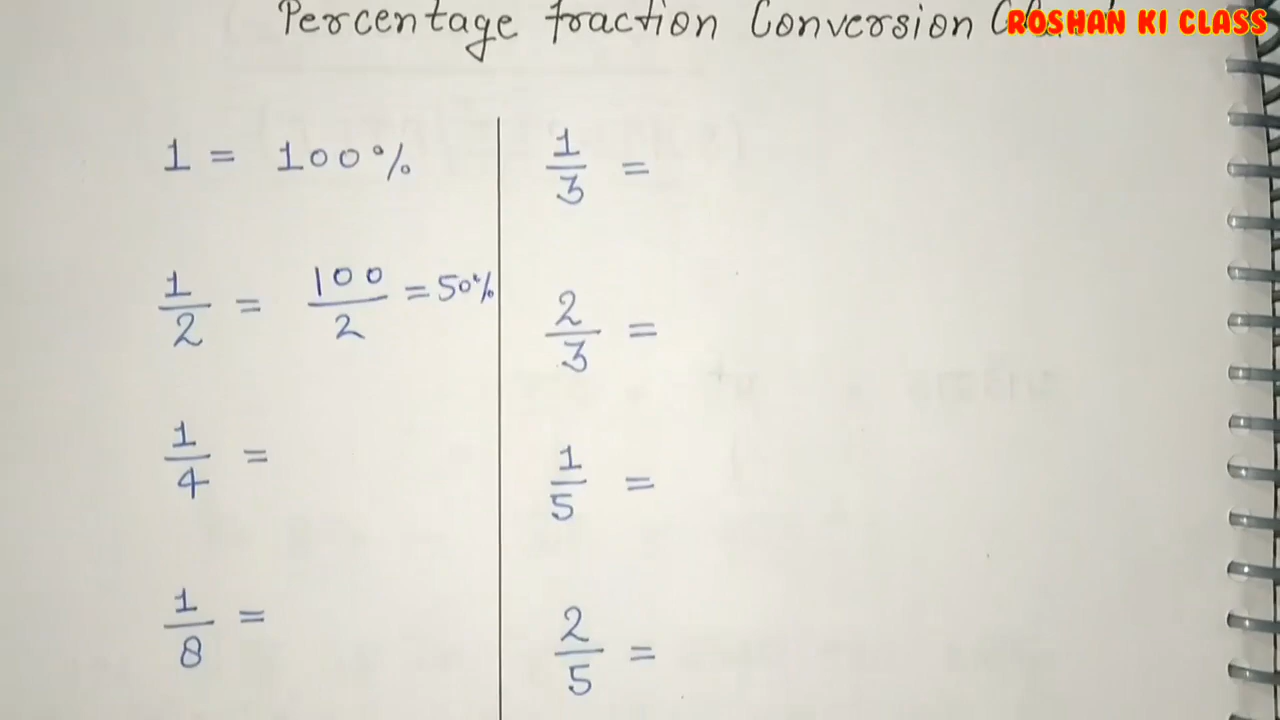 Percentage fraction Conversion
ROSHAN KI CLASS
1 = 100%
1/2 = 100/2 = 50%
1/4 =
1/8 =
1/3 =
2/3 =
1/5 =
2/5 =